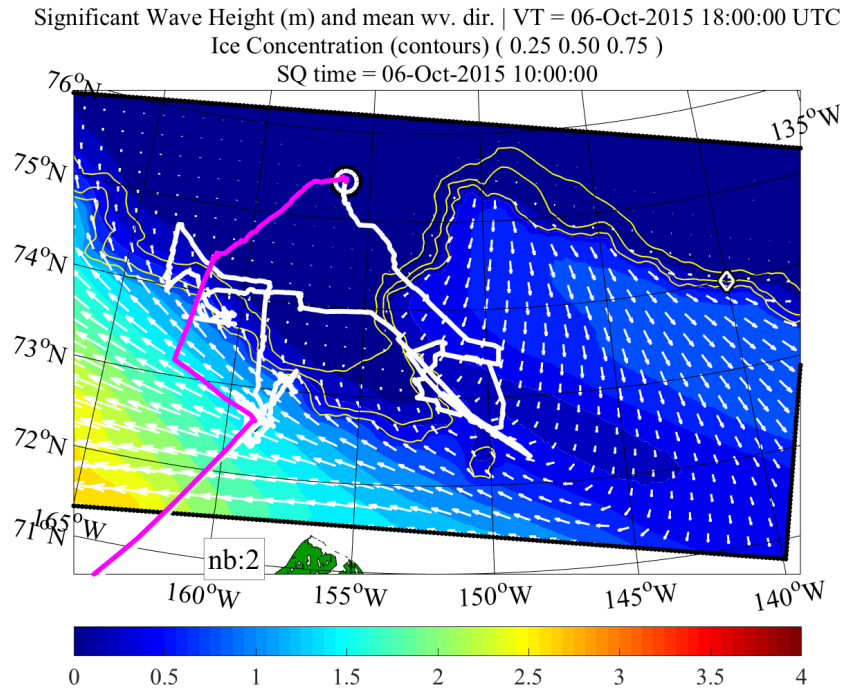 Significant Wave Height (m) and mean wv. dir. | VT = 06-Oct-2015 18:00:00 UTC
Ice Concentration (contours) ( 0.25 0.50 0.75 )
SQ time = 06-Oct-2015 10:00:00
76°N
135°W
75°N
74°N
73°N
72°N
71°N
165°W
nb:2
160°W
155°W
150°W
145°W
140°W
0 0.5 1 1.5 2 2.5 3 3.5 4